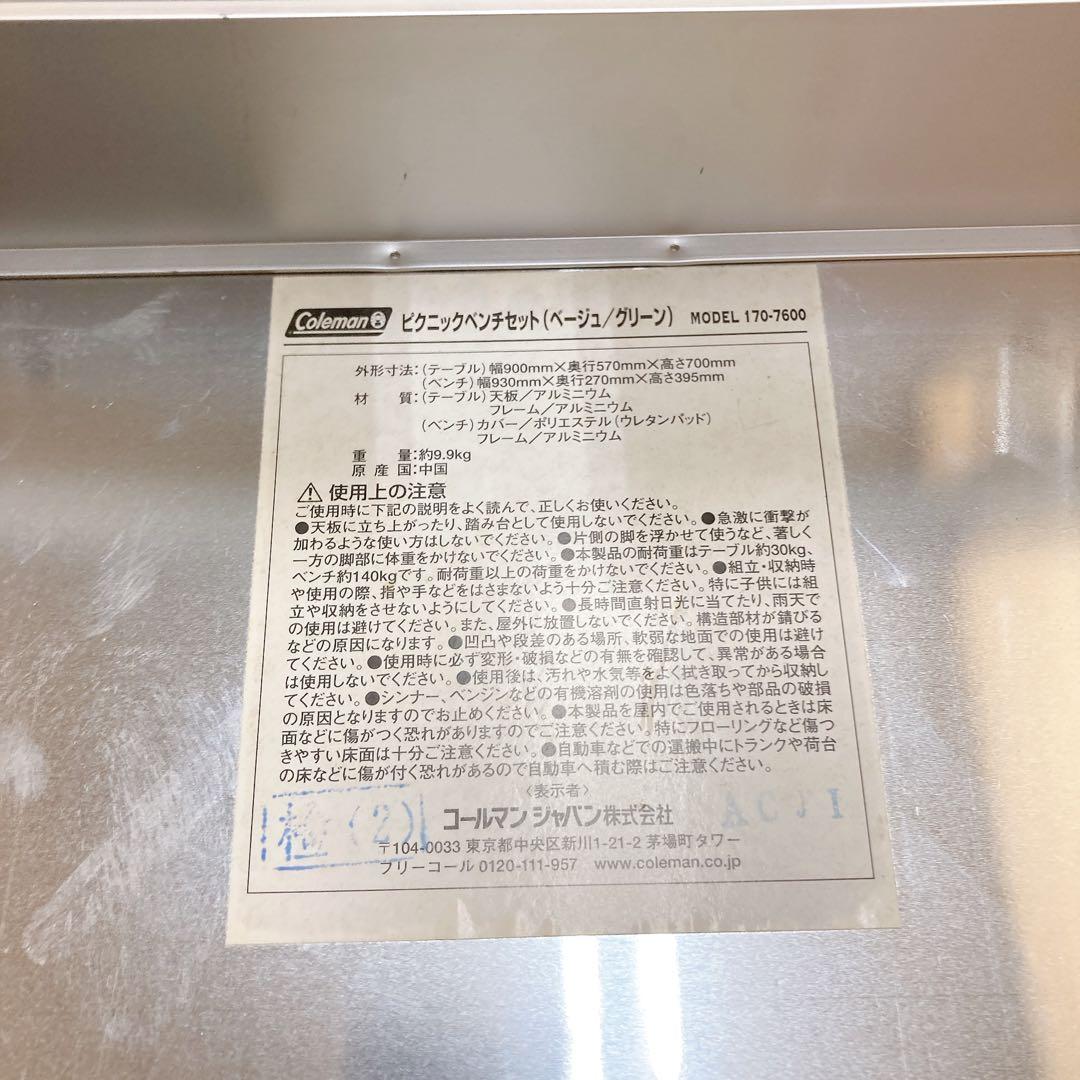 Coleman ピクニックベンチセット(ベージュ/グリーン) MODEL 170-7600
外形寸法:(テーブル)幅900mm×奥行570mm×高さ700mm
(ベンチ)幅930mm×奥行270mm×高さ395mm
材質:(テーブル)天板/アルミニウム
フレーム/アルミニウム
(ベンチ)カバー/ポリエステル(ウレタンパッド)
フレーム/アルミニウム
重量:約9.9kg
原産国:中国
⚠ 使用上の注意
ご使用時に下記の説明をよく読んで、正しくお使いください。
●天板に立ち上がったり、踏み台として使用しないでください。●急激に衝撃が
加わるような使い方はしないでください。●片側の脚を浮かせて使うなど、著しく
一方の脚部に体重をかけないでください。●本製品の耐荷重はテーブル約30kg、
ベンチ約140kgです。耐荷重以上の荷重をかけないでください。●組立・収納時
や使用の際、指や手などをはさまないよう十分ご注意ください。特に子供には組
立や収納をさせないようにしてください。●長時間直射日光に当てたり、雨天で
の使用は避けてください。また、屋外に放置しないでください。構造部材が錆びる
などの原因になります。●凹凸や段差のある場所、軟弱な地面での使用は避け
てください。●使用時に必ず変形・破損などの有無を確認して、異常がある場合
は使用しないでください。●使用後は、汚れや水気等をよく拭き取ってから収納し
てください。●シンナー、ベンジンなどの有機溶剤の使用は色落ちや部品の破損
の原因となりますのでお止めください。●本製品を屋内でご使用されるときは床
面などに傷がつく恐れがありますのでご注意ください。特にフローリングなど傷つ
きやすい床面は十分ご注意ください。●自動車などでの運搬中にトランクや荷台
の床などに傷が付く恐れがあるので自動車へ積む際はご注意ください。
〈表示者〉
コールマン ジャパン株式会社
〒104-0033 東京都中央区新川1-21-2 茅場町タワー
フリーコール 0120-111-957 www.coleman.co.jp
検(2)